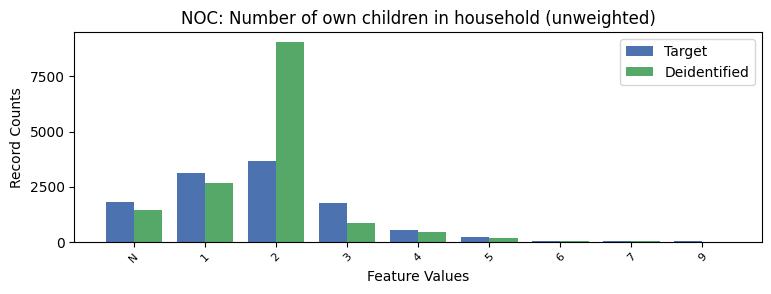 NOC: Number of own children in household (unweighted)
Target
Deidentified
Record Counts
7500
5000
2500
0
N 1 2 3 4 5 6 7 9
Feature Values